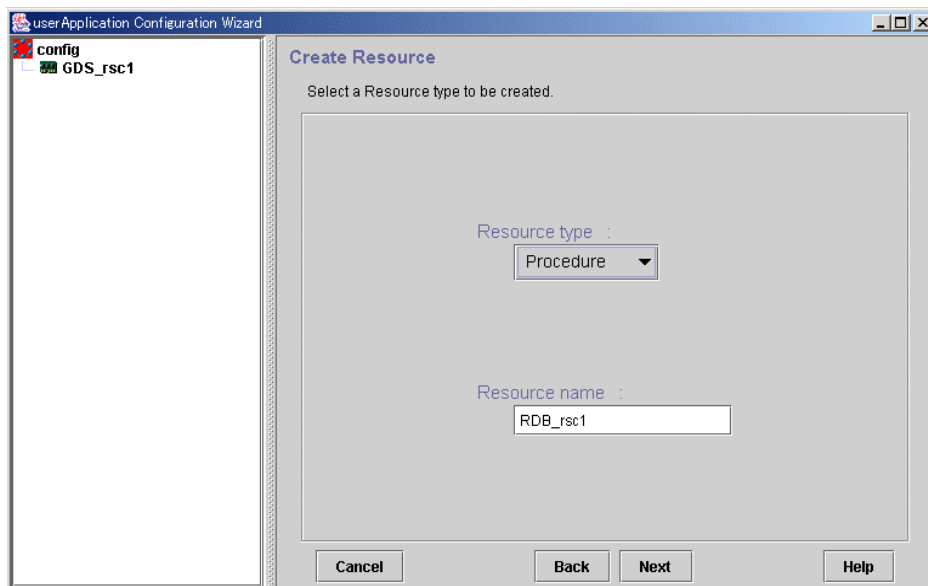 userApplication Configuration Wizard
config
GDS_rsc1
Create Resource
Select a Resource type to be created.
Resource type :
Procedure
Resource name :
RDB_rsc1
Cancel
Back
Next
Help